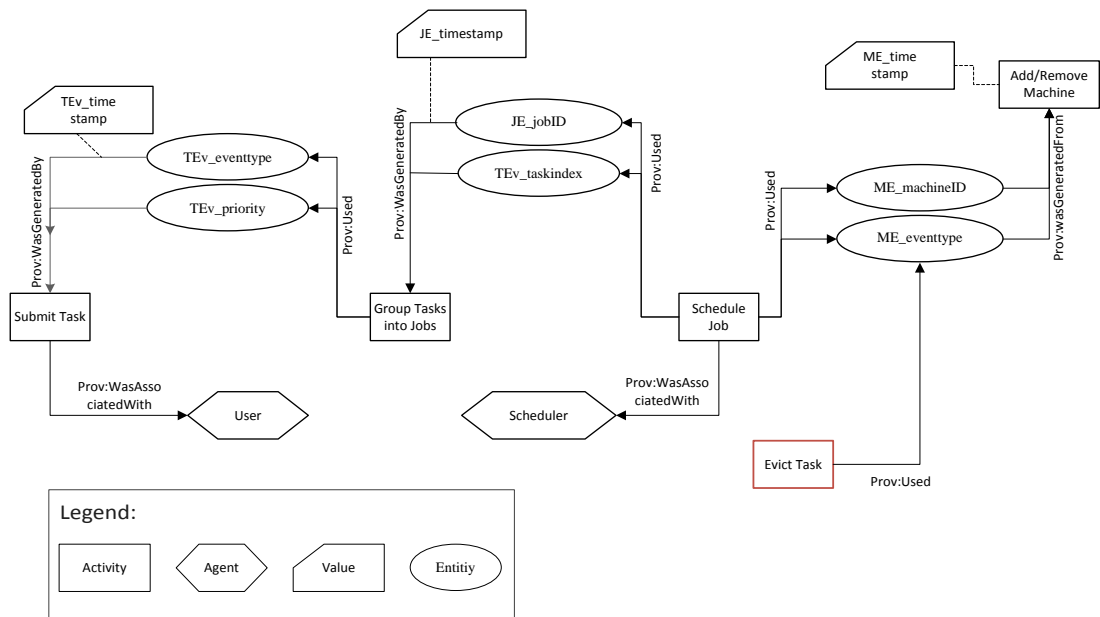 JE_timestamp
ME_time
stamp
Add/Remove
Machine
TEv_time
stamp
JE_jobID
TEv_eventtype
TEv_taskindex
TEv_priority
ME_machineID
ME_eventtype
Prov:WasGeneratedBy
Prov:Used
Prov:WasGeneratedBy
Prov:Used
Prov:Used
Prov:wasGeneratedFrom
Submit Task
Group Tasks
into Jobs
Schedule
Job
Prov:WasAsso
ciatedWith
Prov:WasAsso
ciatedWith
User
Scheduler
Evict Task
Prov:Used
Legend:
Activity
Agent
Value
Entitiy